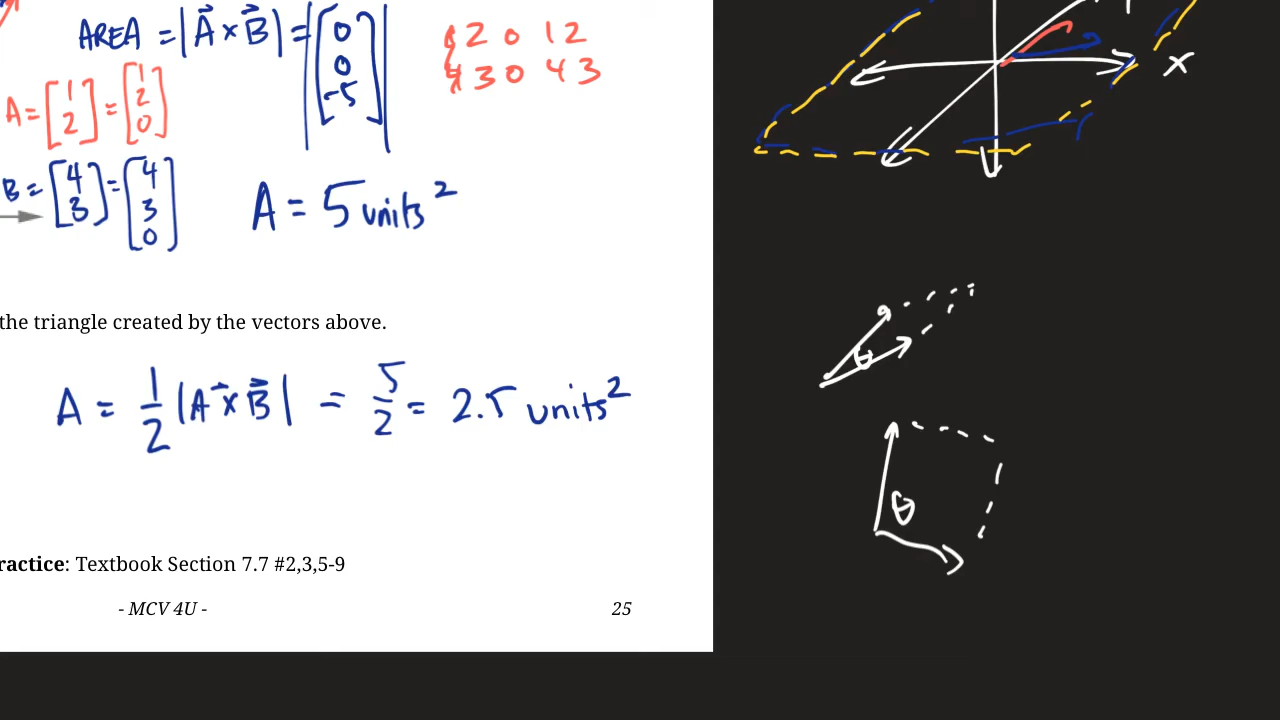 AREA = |A⃗ x B⃗| = |[0 0 -5]|
2 0 1 2
3 0 4 3
A = [1 2] = [1 2 0]
B = [4 3] = [4 3 0]
A = 5 units²
the triangle created by the vectors above.
A = 1/2 |A⃗ x B⃗| = 5/2 = 2.5 units²
ractice: Textbook Section 7.7 #2,3,5-9
- MCV 4U -
25
x
θ
θ